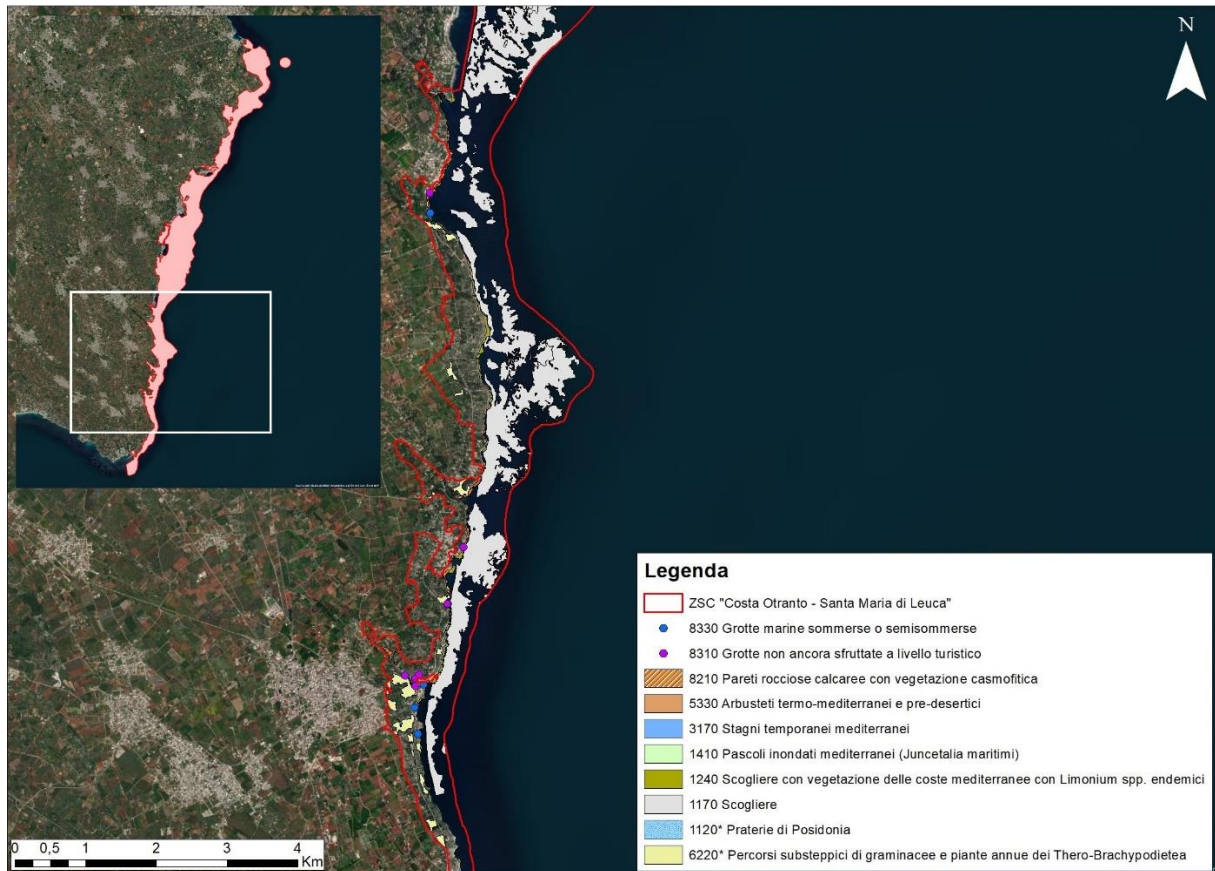 N
Legenda
ZSC "Costa Otranto - Santa Maria di Leuca"
8330 Grotte marine sommerse o semisommerse
8310 Grotte non ancora sfruttate a livello turistico
8210 Pareti rocciose calcaree con vegetazione casmofitica
5330 Arbusteti termo-mediterranei e pre-desertici
3170 Stagni temporanei mediterranei
1410 Pascoli inondati mediterranei (Juncetalia maritimi)
1240 Scogliere con vegetazione delle coste mediterranee con Limonium spp. endemici
1170 Scogliere
1120* Praterie di Posidonia
6220* Percorsi substeppici di graminacee e piante annue dei Thero-Brachypodietea
0 0,5 1 2 3 4
Km